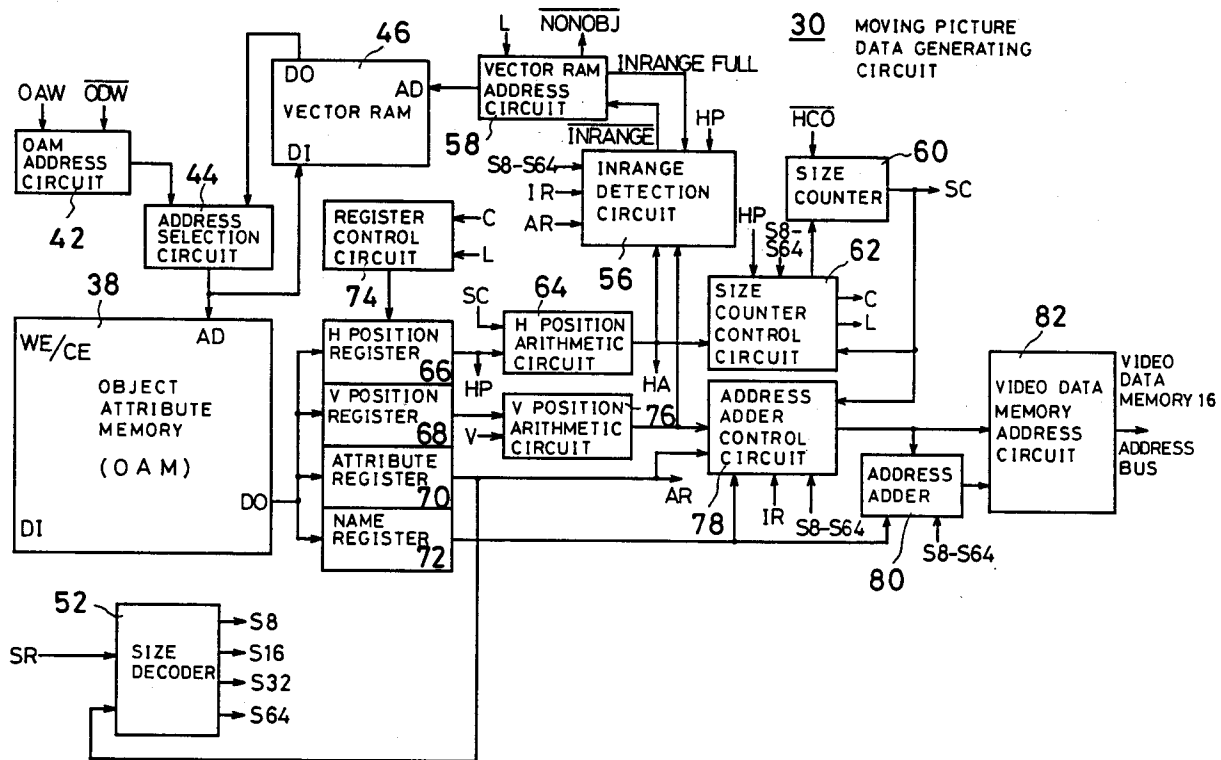 30 MOVING PICTURE
DATA GENERATING
CIRCUIT
OAW
ODW
OAM
ADDRESS
CIRCUIT
42
44
ADDRESS
SELECTION
CIRCUIT
46
DO
AD
VECTOR RAM
DI
L
NONOBJ
VECTOR RAM
ADDRESS
CIRCUIT
58
INRANGE FULL
INRANGE
HP
S8-S64
IR
AR
INRANGE
DETECTION
CIRCUIT
56
HCO
60
SIZE
COUNTER
SC
REGISTER
CONTROL
CIRCUIT
74
C
L
HP
S8-
S64
62
SIZE
COUNTER
CONTROL
CIRCUIT
C
L
38
WE/CE
AD
OBJECT
ATTRIBUTE
MEMORY
(OAM)
DO
DI
H POSITION
REGISTER
66
V POSITION
REGISTER
68
ATTRIBUTE
REGISTER
70
NAME
REGISTER
72
SC
64
H POSITION
ARITHMETIC
CIRCUIT
HP
HA
V
V POSITION
ARITHMETIC
CIRCUIT
76
ADDRESS
ADDER
CONTROL
CIRCUIT
78
AR
IR
S8-S64
ADDRESS
ADDER
80
S8-S64
82
VIDEO DATA
MEMORY
ADDRESS
CIRCUIT
VIDEO
DATA
MEMORY 16
ADDRESS
BUS
52
SR
SIZE
DECODER
S8
S16
S32
S64